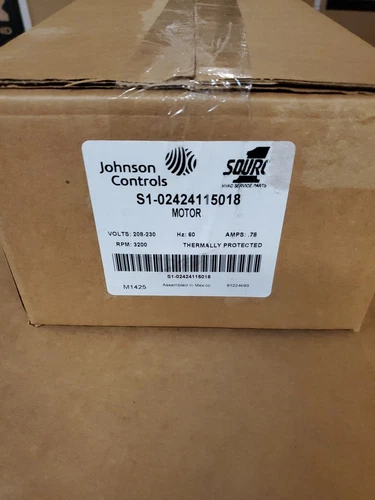 Johnson Controls
SOURC 1
HVAC SERVICE PARTS
S1-02424115018
MOTOR
VOLTS: 208-230 Hz: 60 AMPS: .78
RPM: 3200 THERMALLY PROTECTED
S1-02424115018
M1425 Assembled in Mexico